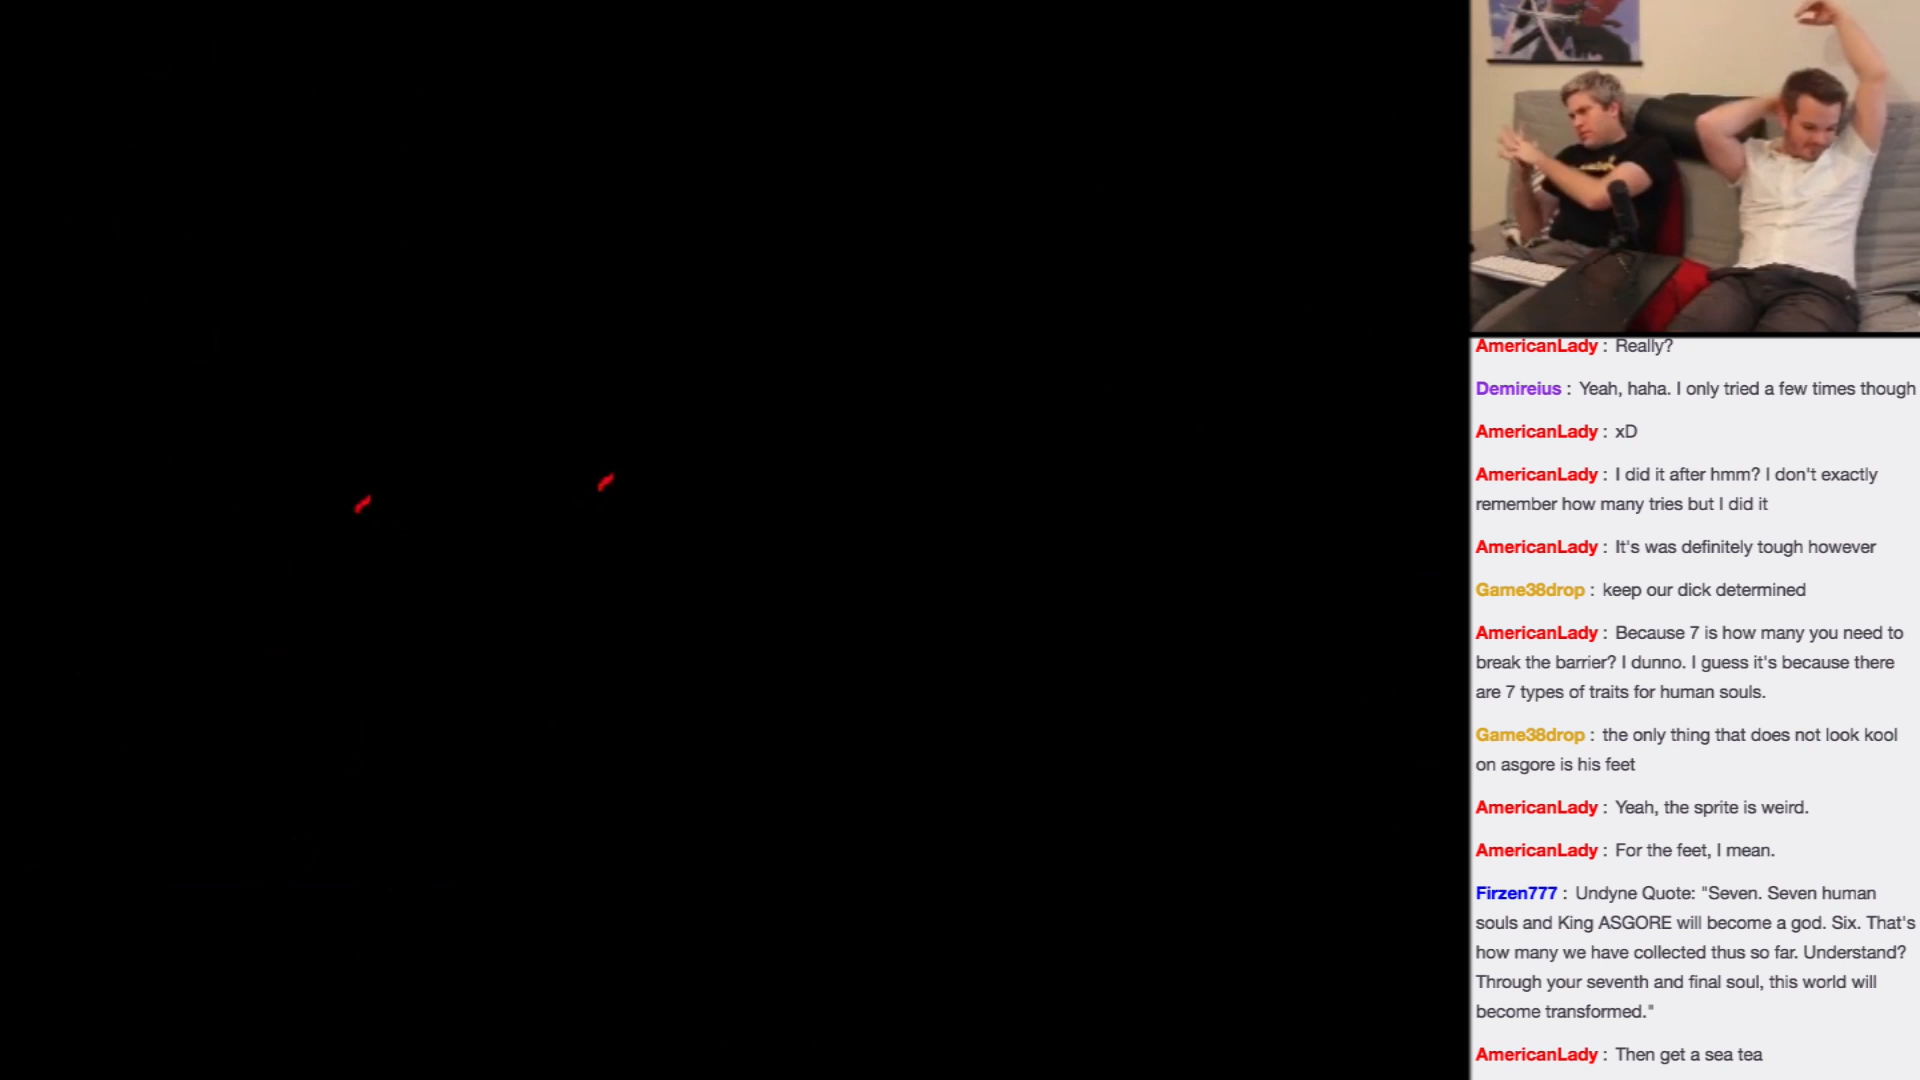 AmericanLady : Really?
Demireius : Yeah, haha. I only tried a few times though
AmericanLady : xD
AmericanLady : I did it after hmm? I don't exactly
remember how many tries but I did it
AmericanLady : It's was definitely tough however
Game38drop : keep our dick determined
AmericanLady : Because 7 is how many you need to
break the barrier? I dunno. I guess it's because there
are 7 types of traits for human souls.
Game38drop : the only thing that does not look kool
on asgore is his feet
AmericanLady : Yeah, the sprite is weird.
AmericanLady : For the feet, I mean.
Firzen777 : Undyne Quote: "Seven. Seven human
souls and King ASGORE will become a god. Six. That's
how many we have collected thus so far. Understand?
Through your seventh and final soul, this world will
become transformed."
AmericanLady : Then get a sea tea